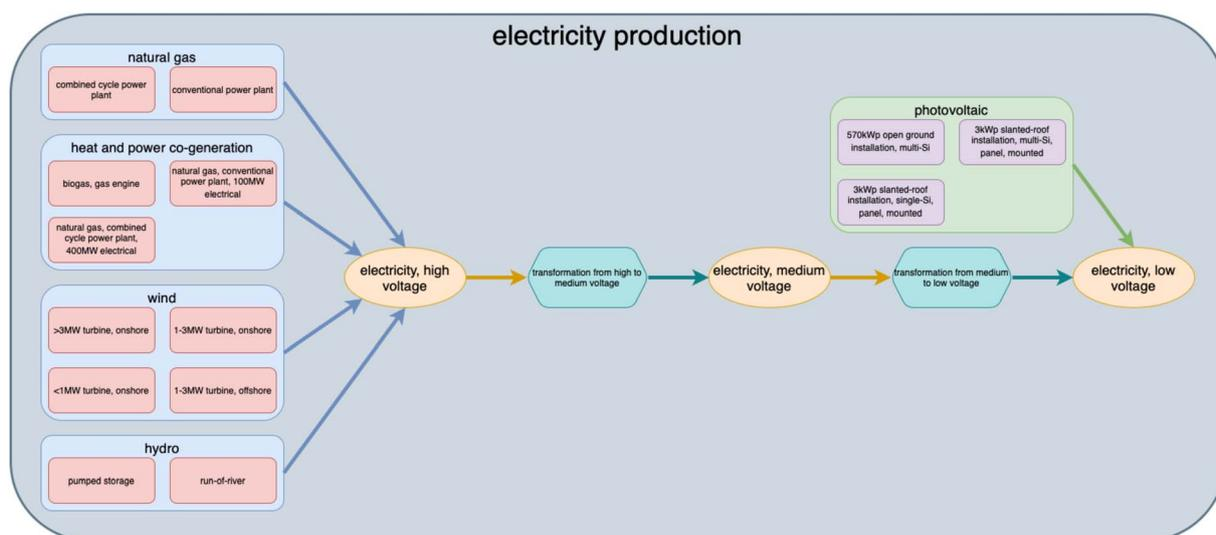 electricity production
natural gas
combined cycle power
plant
conventional power plant
heat and power co-generation
biogas, gas engine
natural gas, conventional
power plant, 100MW
electrical
natural gas, combined
cycle power plant,
400MW electrical
wind
>3MW turbine, onshore
1-3MW turbine, onshore
<1MW turbine, onshore
1-3MW turbine, offshore
hydro
pumped storage
run-of-river
electricity, high
voltage
transformation from high to
medium voltage
electricity, medium
voltage
transformation from medium
to low voltage
electricity, low
voltage
photovoltaic
570kWp open ground
installation, multi-Si
3kWp slanted-roof
installation, multi-Si,
panel, mounted
3kWp slanted-roof
installation, single-Si,
panel, mounted